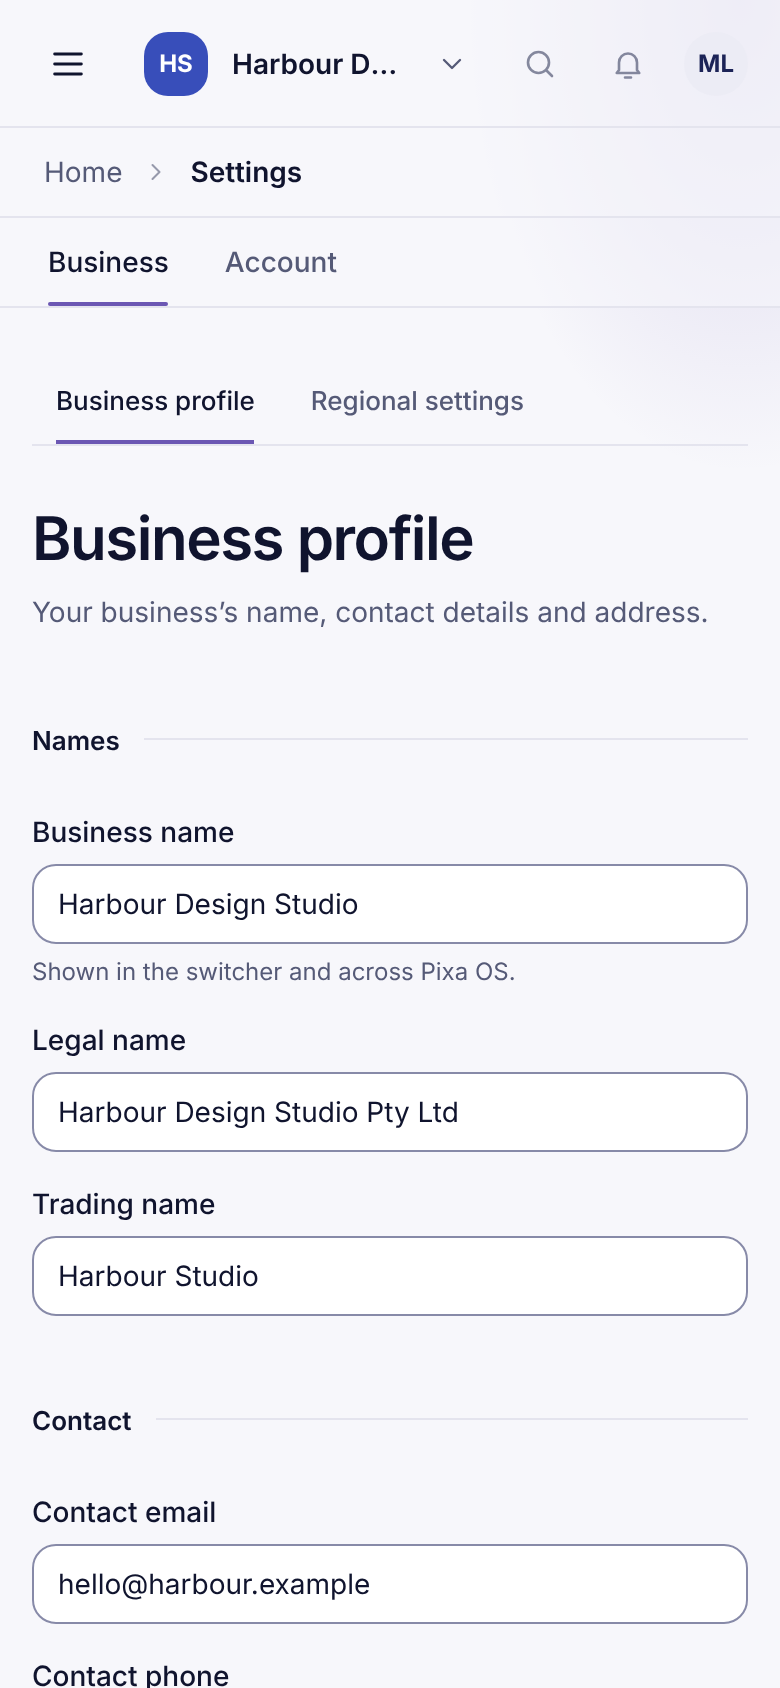 HS Harbour D... ML
Home Settings
Business Account
Business profile Regional settings
Business profile
Your business’s name, contact details and address.
Names
Business name
Harbour Design Studio
Shown in the switcher and across Pixa OS.
Legal name
Harbour Design Studio Pty Ltd
Trading name
Harbour Studio
Contact
Contact email
hello@harbour.example
Contact phone